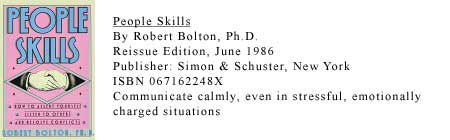 PEOPLE
SKILLS
HOW TO ASSERT YOURSELF
LISTEN TO OTHERS
AND RESOLVE CONFLICTS
ROBERT BOLTON, PH.D.
People Skills
By Robert Bolton, Ph.D.
Reissue Edition, June 1986
Publisher: Simon & Schuster, New York
ISBN 067162248X
Communicate calmly, even in stressful, emotionally
charged situations